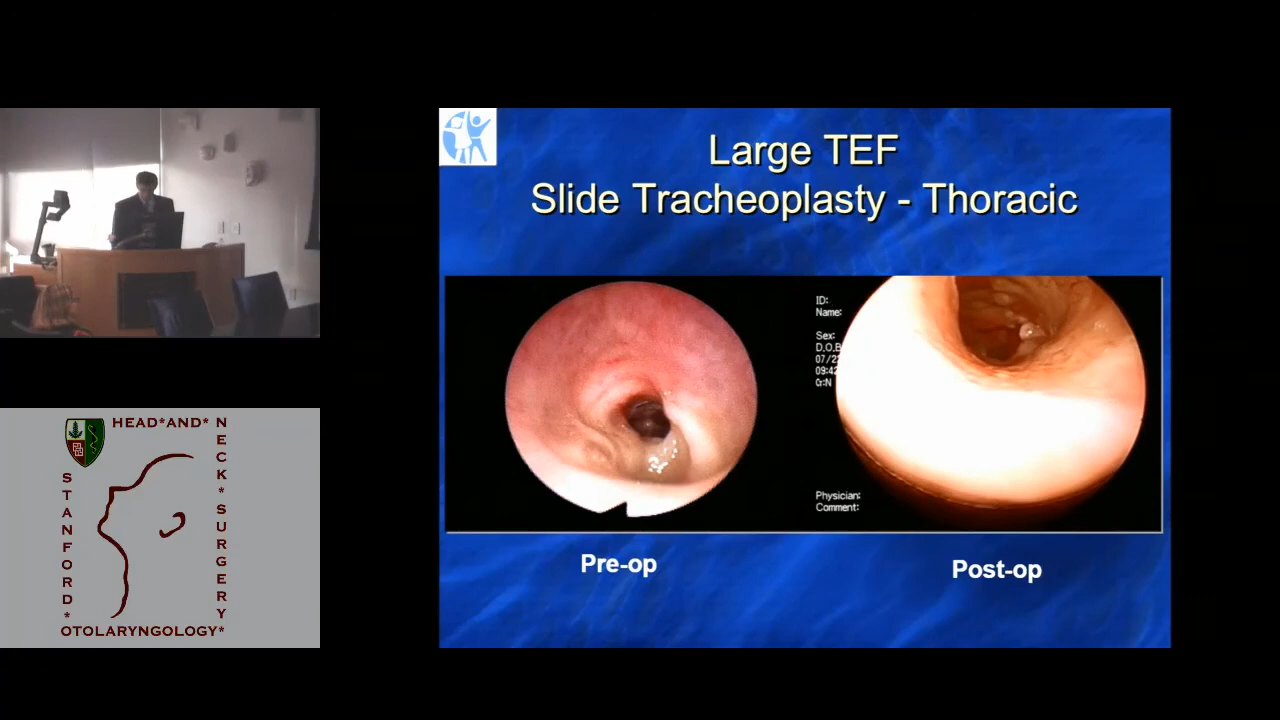 Large TEF
Slide Tracheoplasty - Thoracic
ID:
Name:
Sex:
D.O.B
07/22
09:42
Cr:N
Physician:
Comment:
Pre-op
Post-op
HEAD*AND*
NECK*SURGERY*
STANFORD*
OTOLARYNGOLOGY*